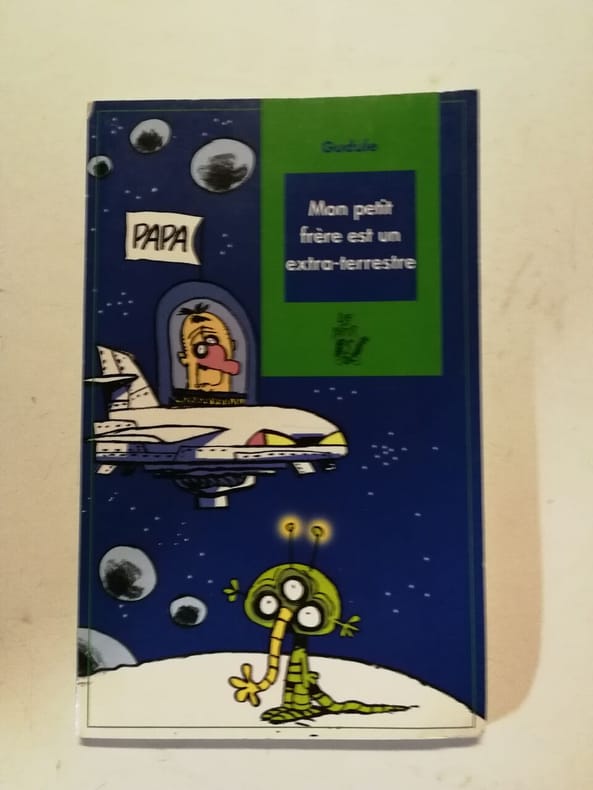 Gudule
Mon petit
frère est un
extra-terrestre
PAPA